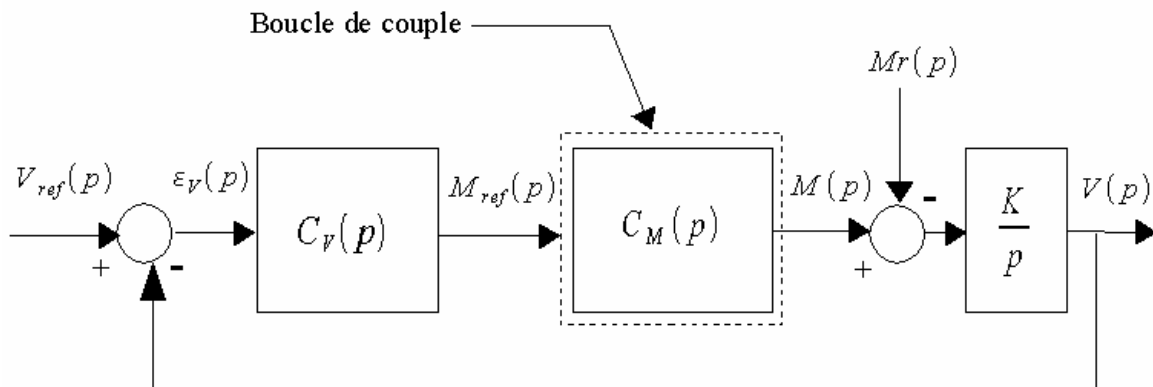 Boucle de couple
Mr(p)
V_ref(p)
+
-
ε_V(p)
C_V(p)
M_ref(p)
C_M(p)
M(p)
+
-
K
p
V(p)